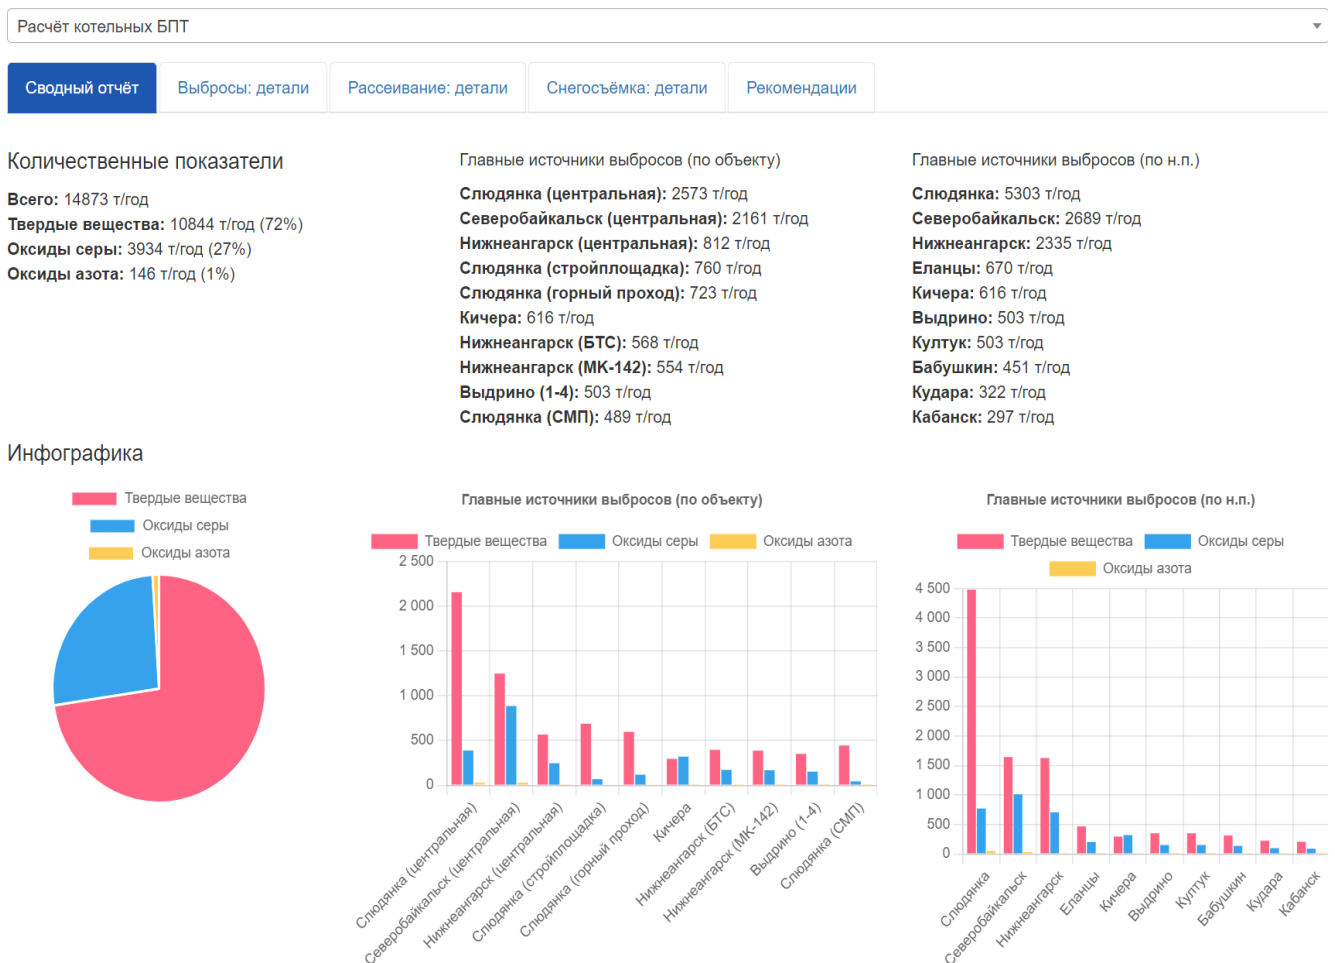 Расчёт котельных БПТ
Сводный отчёт
Выбросы: детали
Рассеивание: детали
Снегосъёмка: детали
Рекомендации
Количественные показатели
Всего: 14873 т/год
Твердые вещества: 10844 т/год (72%)
Оксиды серы: 3934 т/год (27%)
Оксиды азота: 146 т/год (1%)
Главные источники выбросов (по объекту)
Слюдянка (центральная): 2573 т/год
Северобайкальск (центральная): 2161 т/год
Нижнеангарск (центральная): 812 т/год
Слюдянка (стройплощадка): 760 т/год
Слюдянка (горный проход): 723 т/год
Кичера: 616 т/год
Нижнеангарск (БТС): 568 т/год
Нижнеангарск (МК-142): 554 т/год
Выдрино (1-4): 503 т/год
Слюдянка (СМП): 489 т/год
Главные источники выбросов (по н.п.)
Слюдянка: 5303 т/год
Северобайкальск: 2689 т/год
Нижнеангарск: 2335 т/год
Еланцы: 670 т/год
Кичера: 616 т/год
Выдрино: 503 т/год
Култук: 503 т/год
Бабушкин: 451 т/год
Кудара: 322 т/год
Кабанск: 297 т/год
Инфографика
Твердые вещества
Оксиды серы
Оксиды азота
Главные источники выбросов (по объекту)
Твердые вещества
Оксиды серы
Оксиды азота
2 500
2 000
1 500
1 000
500
0
Слюдянка (центральная)
Северобайкальск (центральная)
Нижнеангарск (центральная)
Слюдянка (стройплощадка)
Слюдянка (горный проход)
Кичера
Нижнеангарск (БТС)
Нижнеангарск (МК-142)
Выдрино (1-4)
Слюдянка (СМП)
Главные источники выбросов (по н.п.)
Твердые вещества
Оксиды серы
Оксиды азота
4 500
4 000
3 500
3 000
2 500
2 000
1 500
1 000
500
0
Слюдянка
Северобайкальск
Нижнеангарск
Еланцы
Кичера
Выдрино
Култук
Бабушкин
Кудара
Кабанск